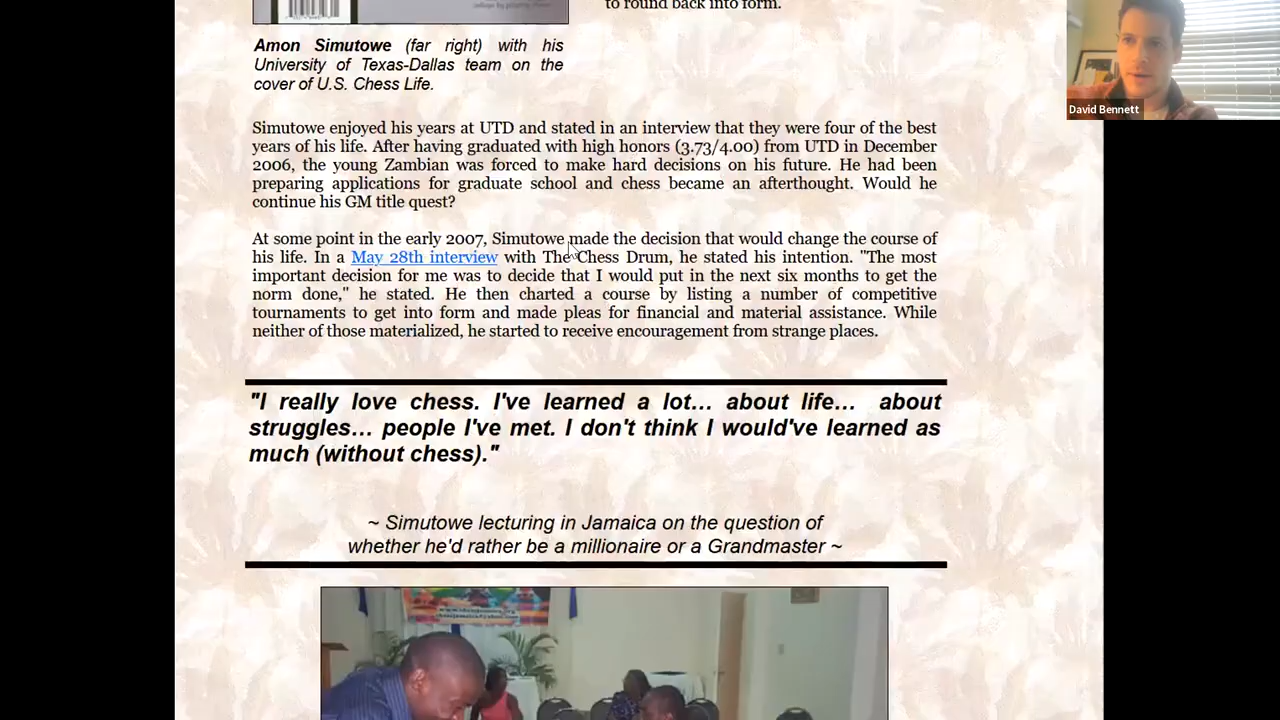 to round back into form.
David Bennett
Amon Simutowe (far right) with his
University of Texas-Dallas team on the
cover of U.S. Chess Life.
Simutowe enjoyed his years at UTD and stated in an interview that they were four of the best
years of his life. After having graduated with high honors (3.73/4.00) from UTD in December
2006, the young Zambian was forced to make hard decisions on his future. He had been
preparing applications for graduate school and chess became an afterthought. Would he
continue his GM title quest?
At some point in the early 2007, Simutowe made the decision that would change the course of
his life. In a May 28th interview with The Chess Drum, he stated his intention. "The most
important decision for me was to decide that I would put in the next six months to get the
norm done," he stated. He then charted a course by listing a number of competitive
tournaments to get into form and made pleas for financial and material assistance. While
neither of those materialized, he started to receive encouragement from strange places.
"I really love chess. I've learned a lot… about life… about
struggles… people I've met. I don't think I would've learned as
much (without chess)."
~ Simutowe lecturing in Jamaica on the question of
whether he'd rather be a millionaire or a Grandmaster ~